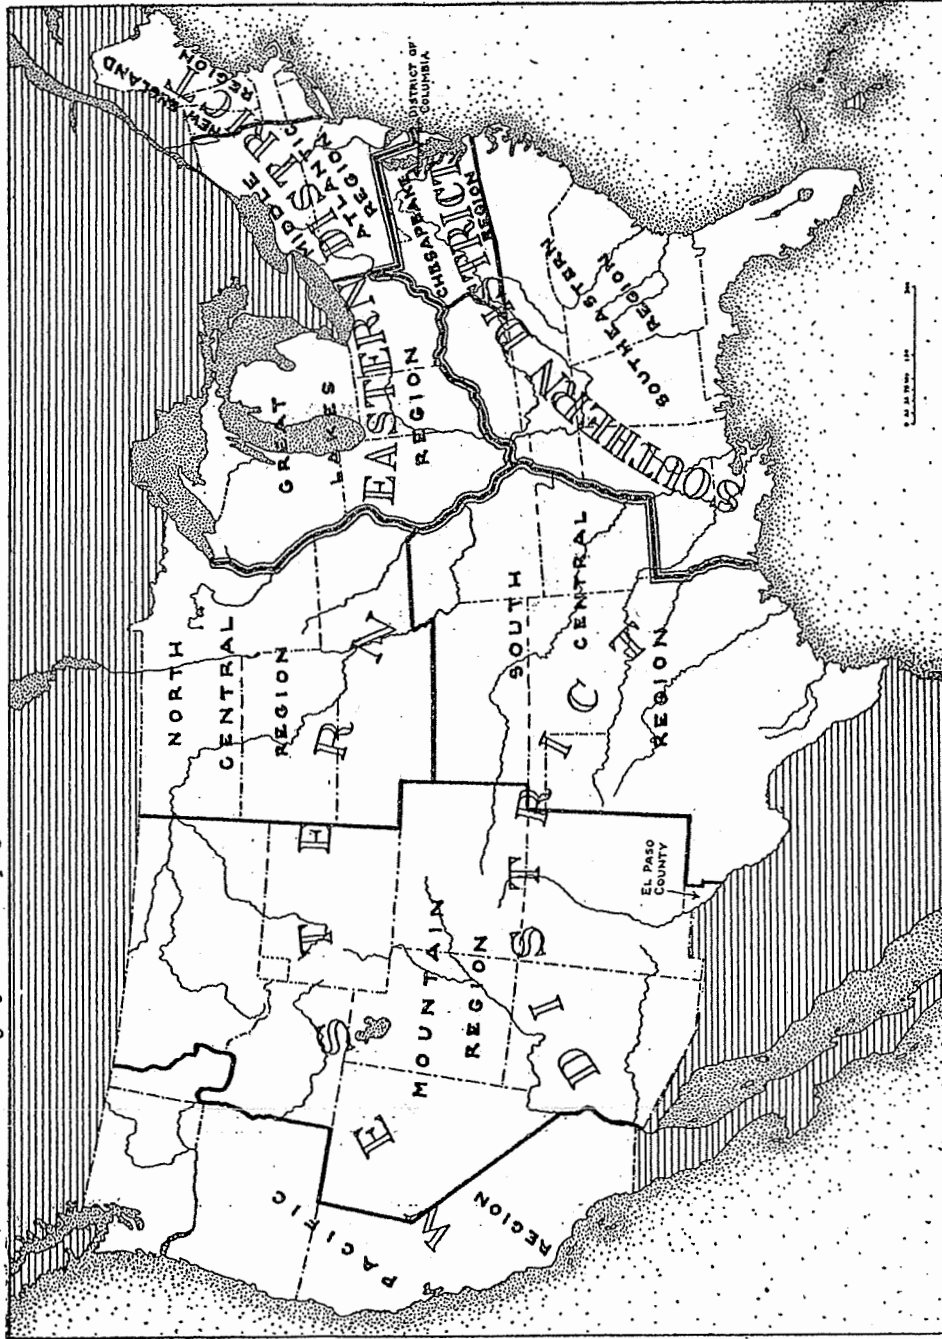 NEW ENGLAND
REGION
MIDDLE
ATLANTIC
REGION
DISTRICT OF
COLUMBIA
CHESAPEAKE
REGION
GREAT
LAKES
REGION
EASTERN DISTRICT
SOUTHEASTERN
REGION
SOUTHERN DISTRICT
NORTH
CENTRAL
REGION
SOUTH
CENTRAL
REGION
EL PASO
COUNTY
MOUNTAIN
REGION
WESTERN
DISTRICT
PACIFIC
REGION